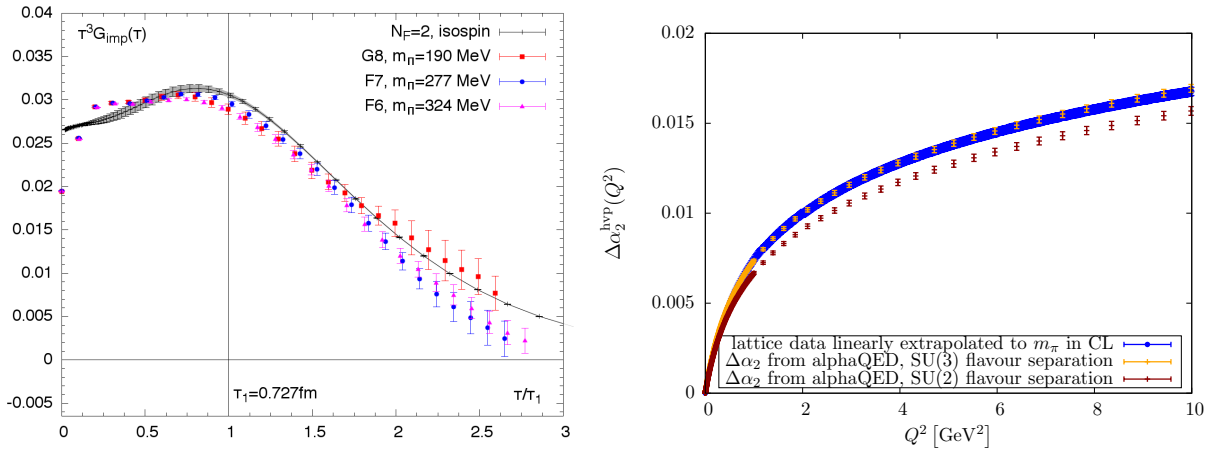 0.04
τ³G_imp(τ)
N_F=2, isospin
G8, m_π=190 MeV
F7, m_π=277 MeV
F6, m_π=324 MeV
0.035
0.03
0.025
0.02
0.015
0.01
0.005
0
-0.005
τ₁=0.727fm
τ/τ₁
0 0.5 1 1.5 2 2.5 3
0.02
0.015
0.01
0.005
0
Δα₂^hvp(Q²)
lattice data linearly extrapolated to m_π in CL
Δα₂ from alphaQED, SU(3) flavour separation
Δα₂ from alphaQED, SU(2) flavour separation
0 2 4 6 8 10
Q² [GeV²]